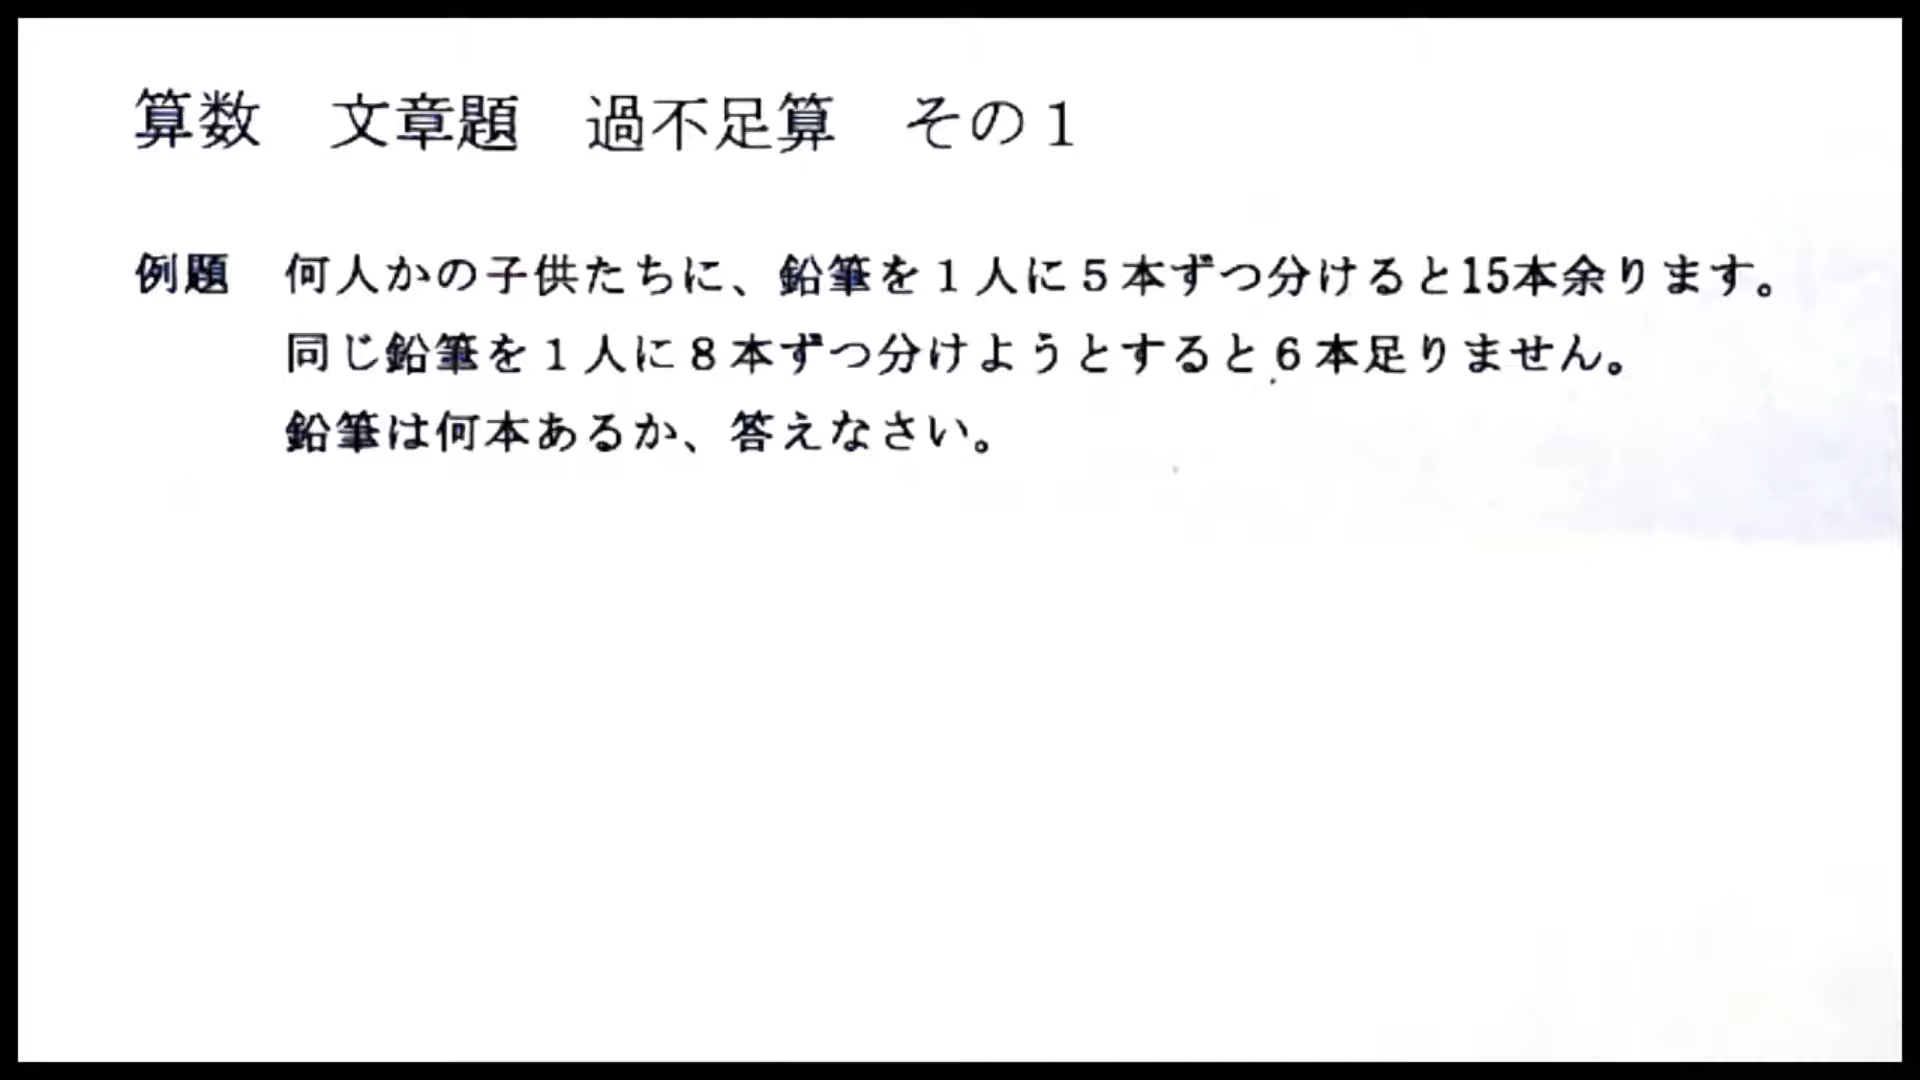 算数　文章題　過不足算　その１
例題　何人かの子供たちに、鉛筆を１人に５本ずつ分けると15本余ります。
同じ鉛筆を１人に８本ずつ分けようとすると６本足りません。
鉛筆は何本あるか、答えなさい。